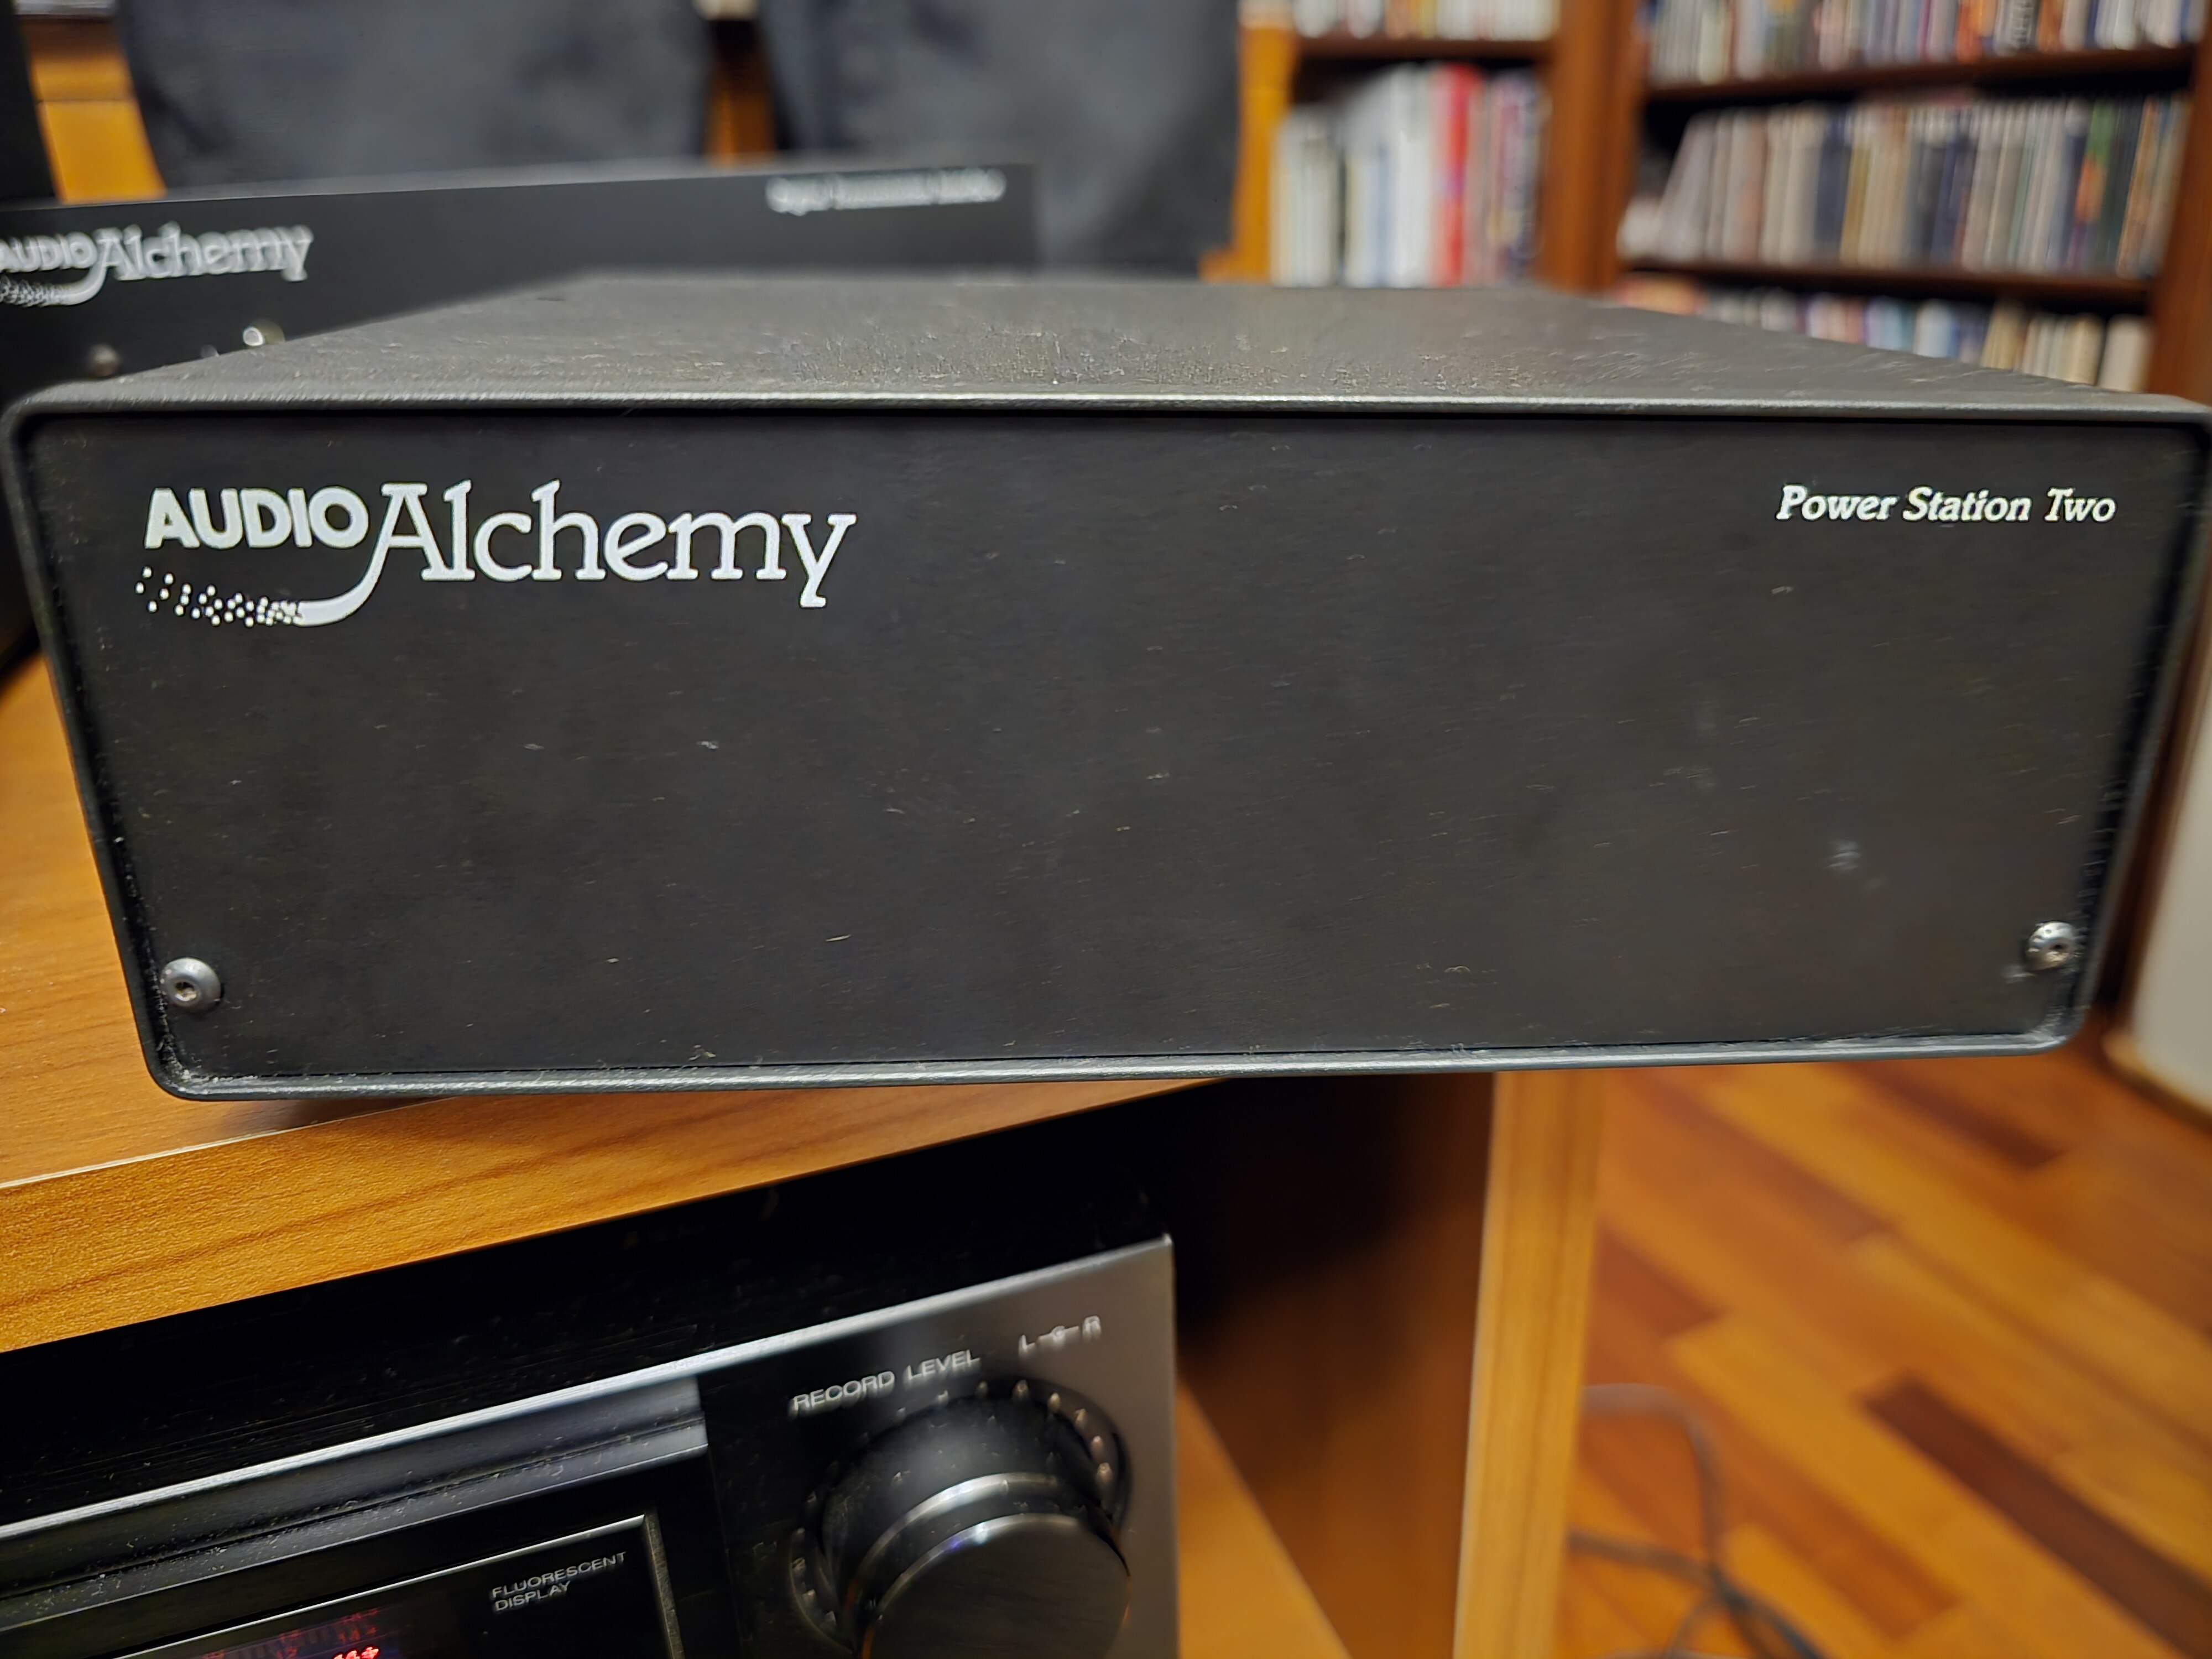 AUDIO Alchemy
AUDIO Alchemy
Power Station Two
RECORD LEVEL
L R
FLUORESCENT
DISPLAY